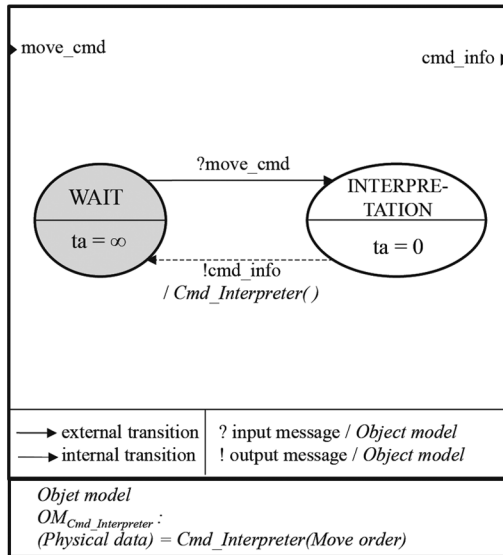 move_cmd
cmd_info
?move_cmd
WAIT
ta = ∞
INTERPRE-
TATION
ta = 0
!cmd_info
/ Cmd_Interpreter( )
external transition
? input message / Object model
internal transition
! output message / Object model
Objet model
OMCmd_Interpreter :
(Physical data) = Cmd_Interpreter(Move order)